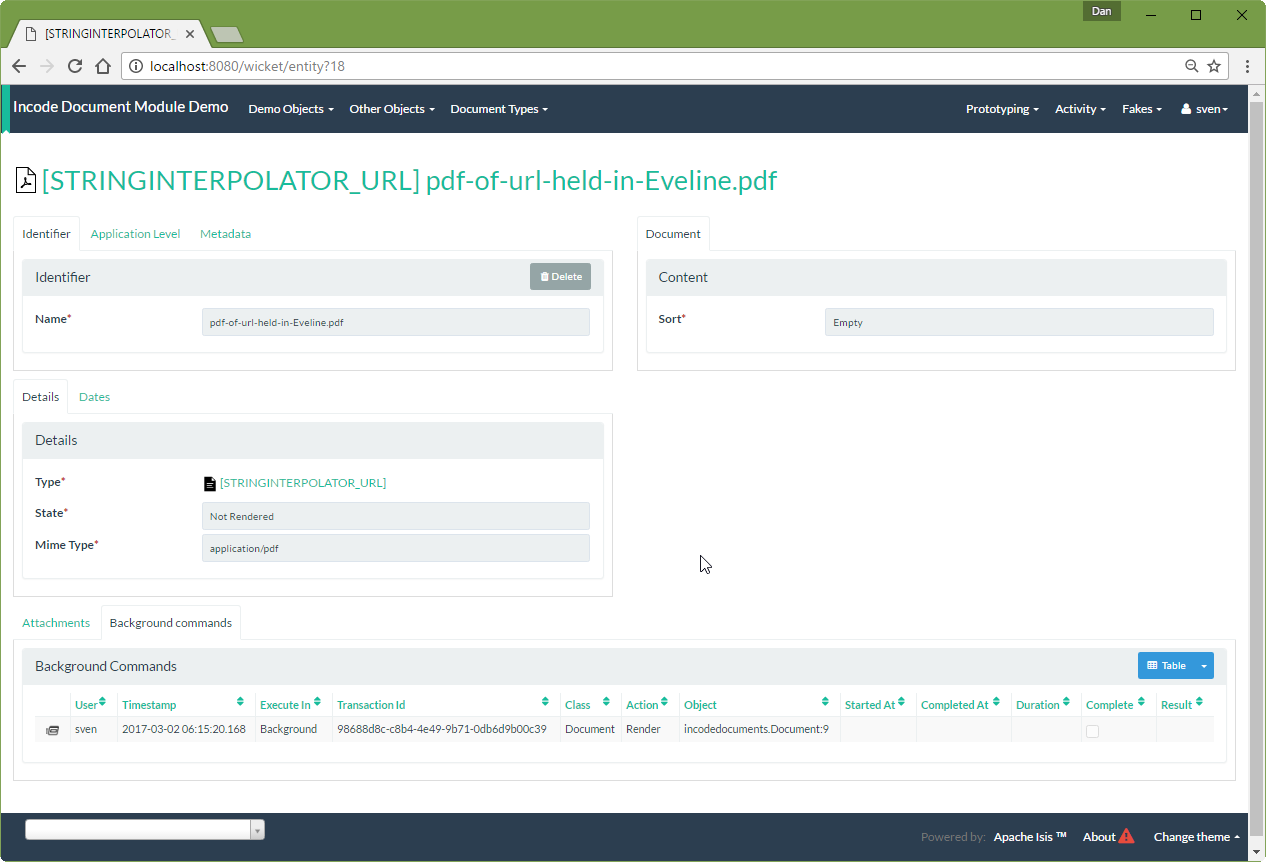 Dan
[STRINGINTERPOLATOR_
localhost:8080/wicket/entity?18
Incode Document Module Demo Demo Objects Other Objects Document Types Prototyping Activity Fakes sven
[STRINGINTERPOLATOR_URL] pdf-of-url-held-in-Eveline.pdf
Identifier Application Level Metadata
Identifier Delete
Name* pdf-of-url-held-in-Eveline.pdf
Document
Content
Sort* Empty
Details Dates
Details
Type* [STRINGINTERPOLATOR_URL]
State* Not Rendered
Mime Type* application/pdf
Attachments Background commands
Background Commands Table
User Timestamp Execute In Transaction Id Class Action Object Started At Completed At Duration Complete Result
sven 2017-03-02 06:15:20.168 Background 98688d8c-c8b4-4e49-9b71-0db6d9b00c39 Document Render incodedocuments.Document:9
Powered by: Apache Isis ™ About Change theme